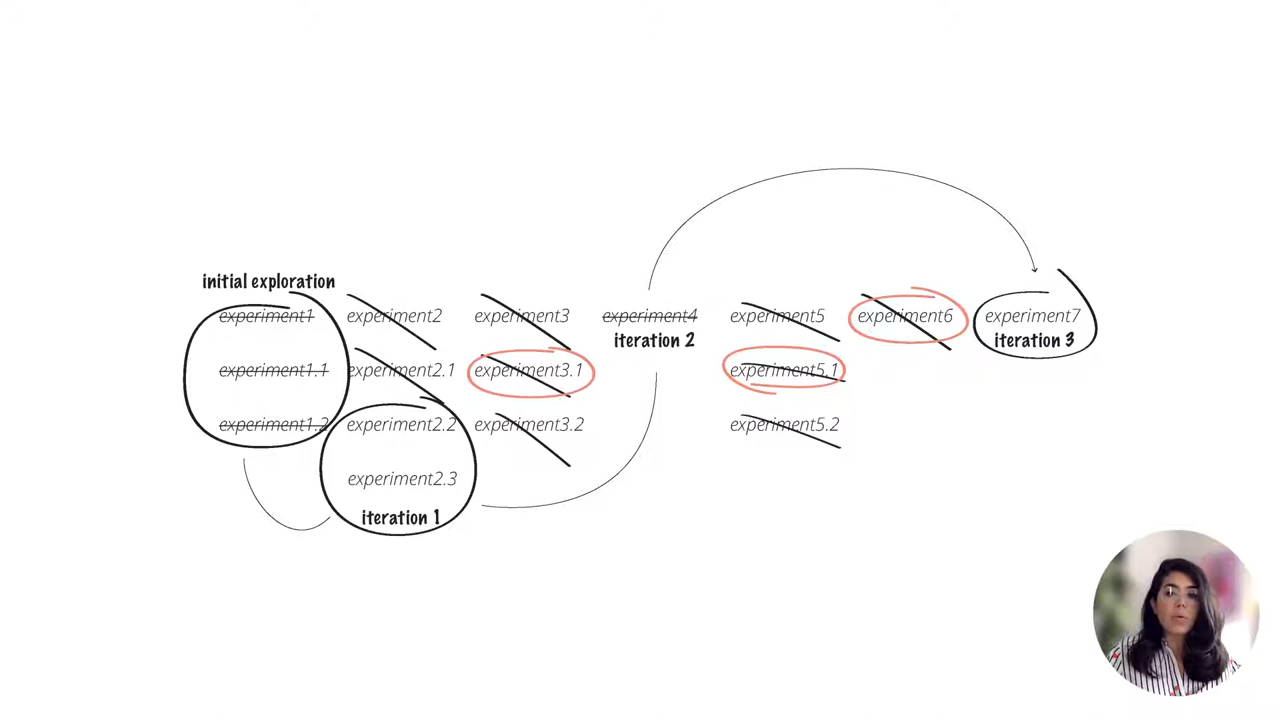 initial exploration
experiment1 experiment2 experiment3 experiment4 experiment5 experiment6 experiment7
iteration 2 iteration 3
experiment1.1 experiment2.1 experiment3.1 experiment5.1
experiment1.2 experiment2.2 experiment3.2 experiment5.2
experiment2.3
iteration 1